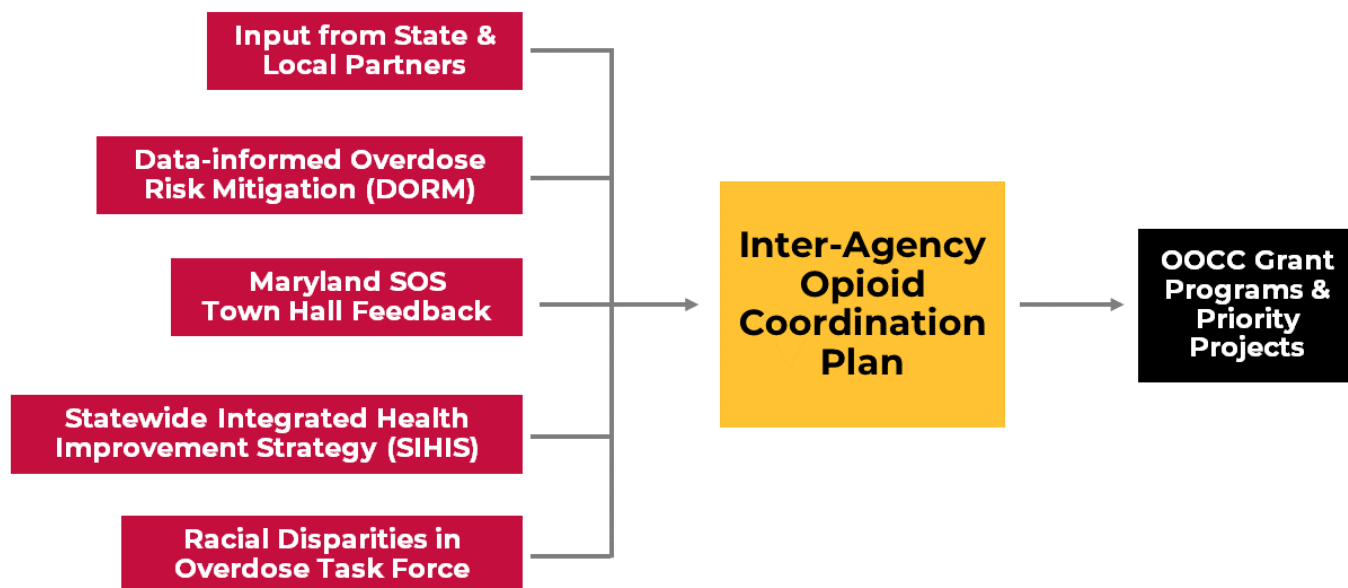 Input from State &
Local Partners
Data-informed Overdose
Risk Mitigation (DORM)
Maryland SOS
Town Hall Feedback
Statewide Integrated Health
Improvement Strategy (SIHIS)
Racial Disparities in
Overdose Task Force
Inter-Agency
Opioid
Coordination
Plan
OOCC Grant
Programs &
Priority
Projects